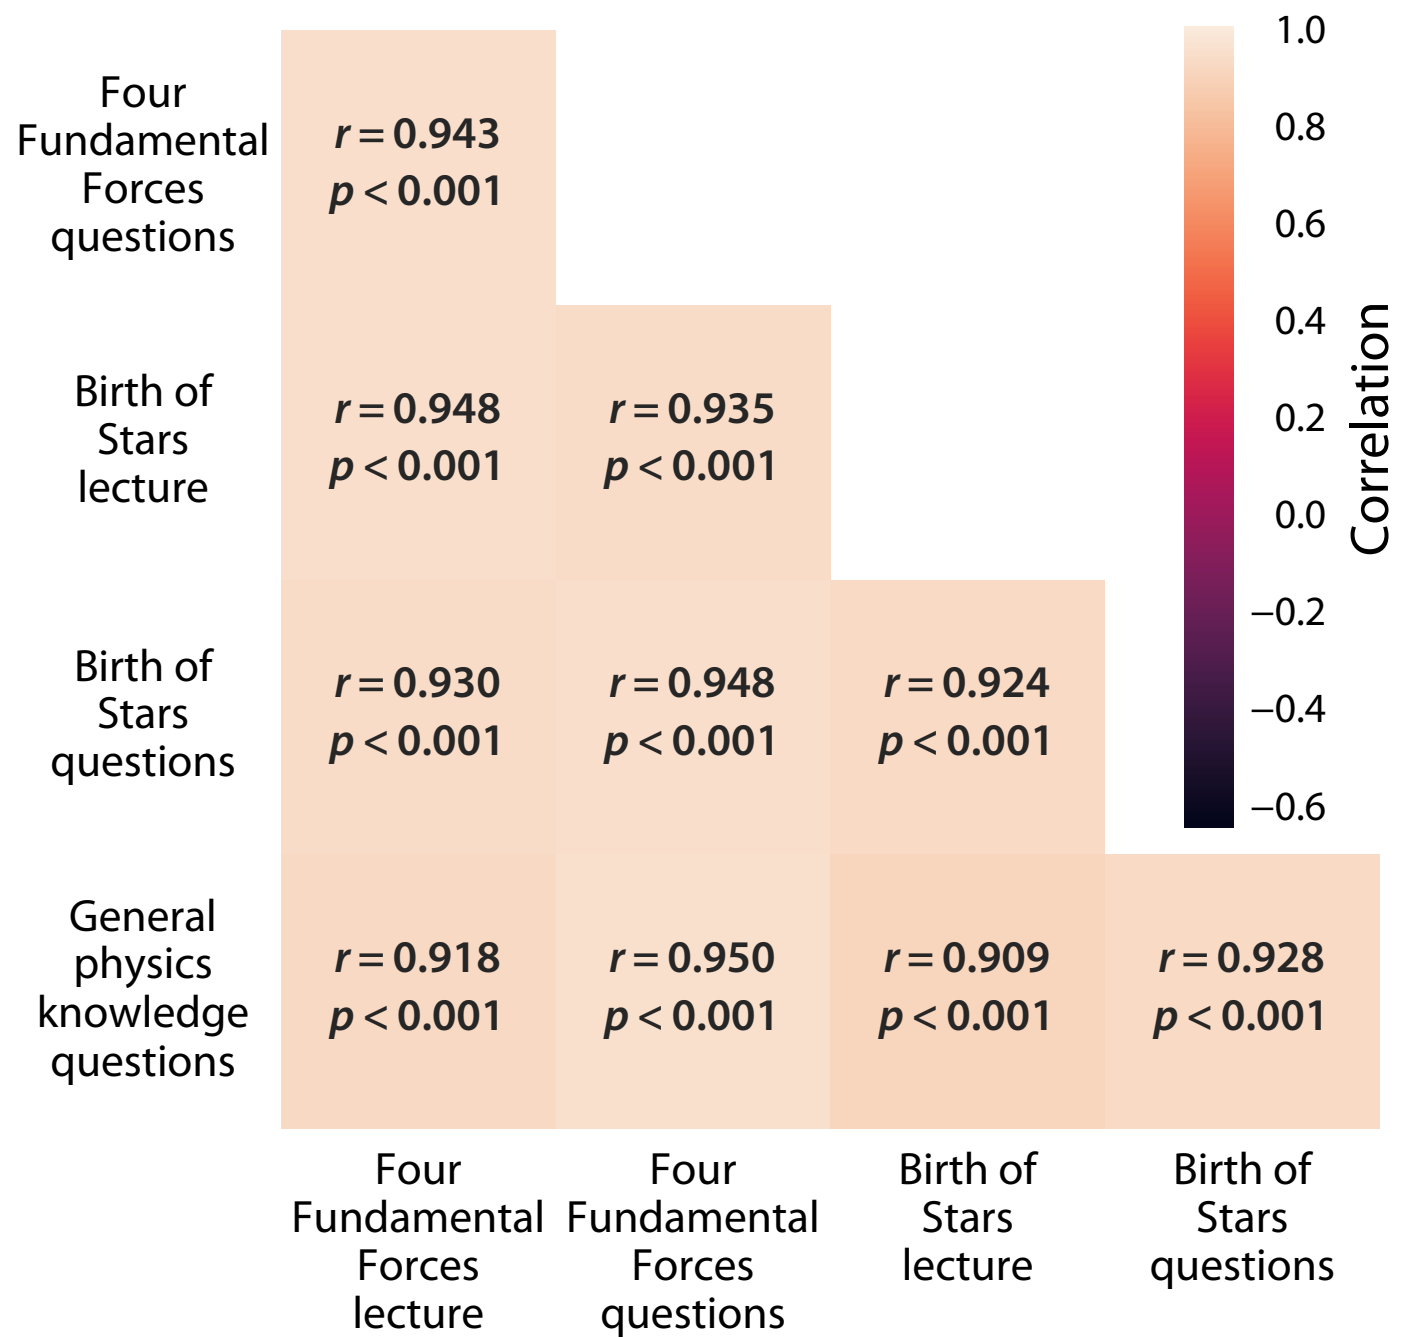 Four
Fundamental
Forces
questions
r = 0.943
p < 0.001
Birth of
Stars
lecture
r = 0.948
p < 0.001
r = 0.935
p < 0.001
Birth of
Stars
questions
r = 0.930
p < 0.001
r = 0.948
p < 0.001
r = 0.924
p < 0.001
General
physics
knowledge
questions
r = 0.918
p < 0.001
r = 0.950
p < 0.001
r = 0.909
p < 0.001
r = 0.928
p < 0.001
Four
Fundamental
Forces
lecture
Four
Fundamental
Forces
questions
Birth of
Stars
lecture
Birth of
Stars
questions
1.0
0.8
0.6
0.4
0.2
0.0
−0.2
−0.4
−0.6
Correlation